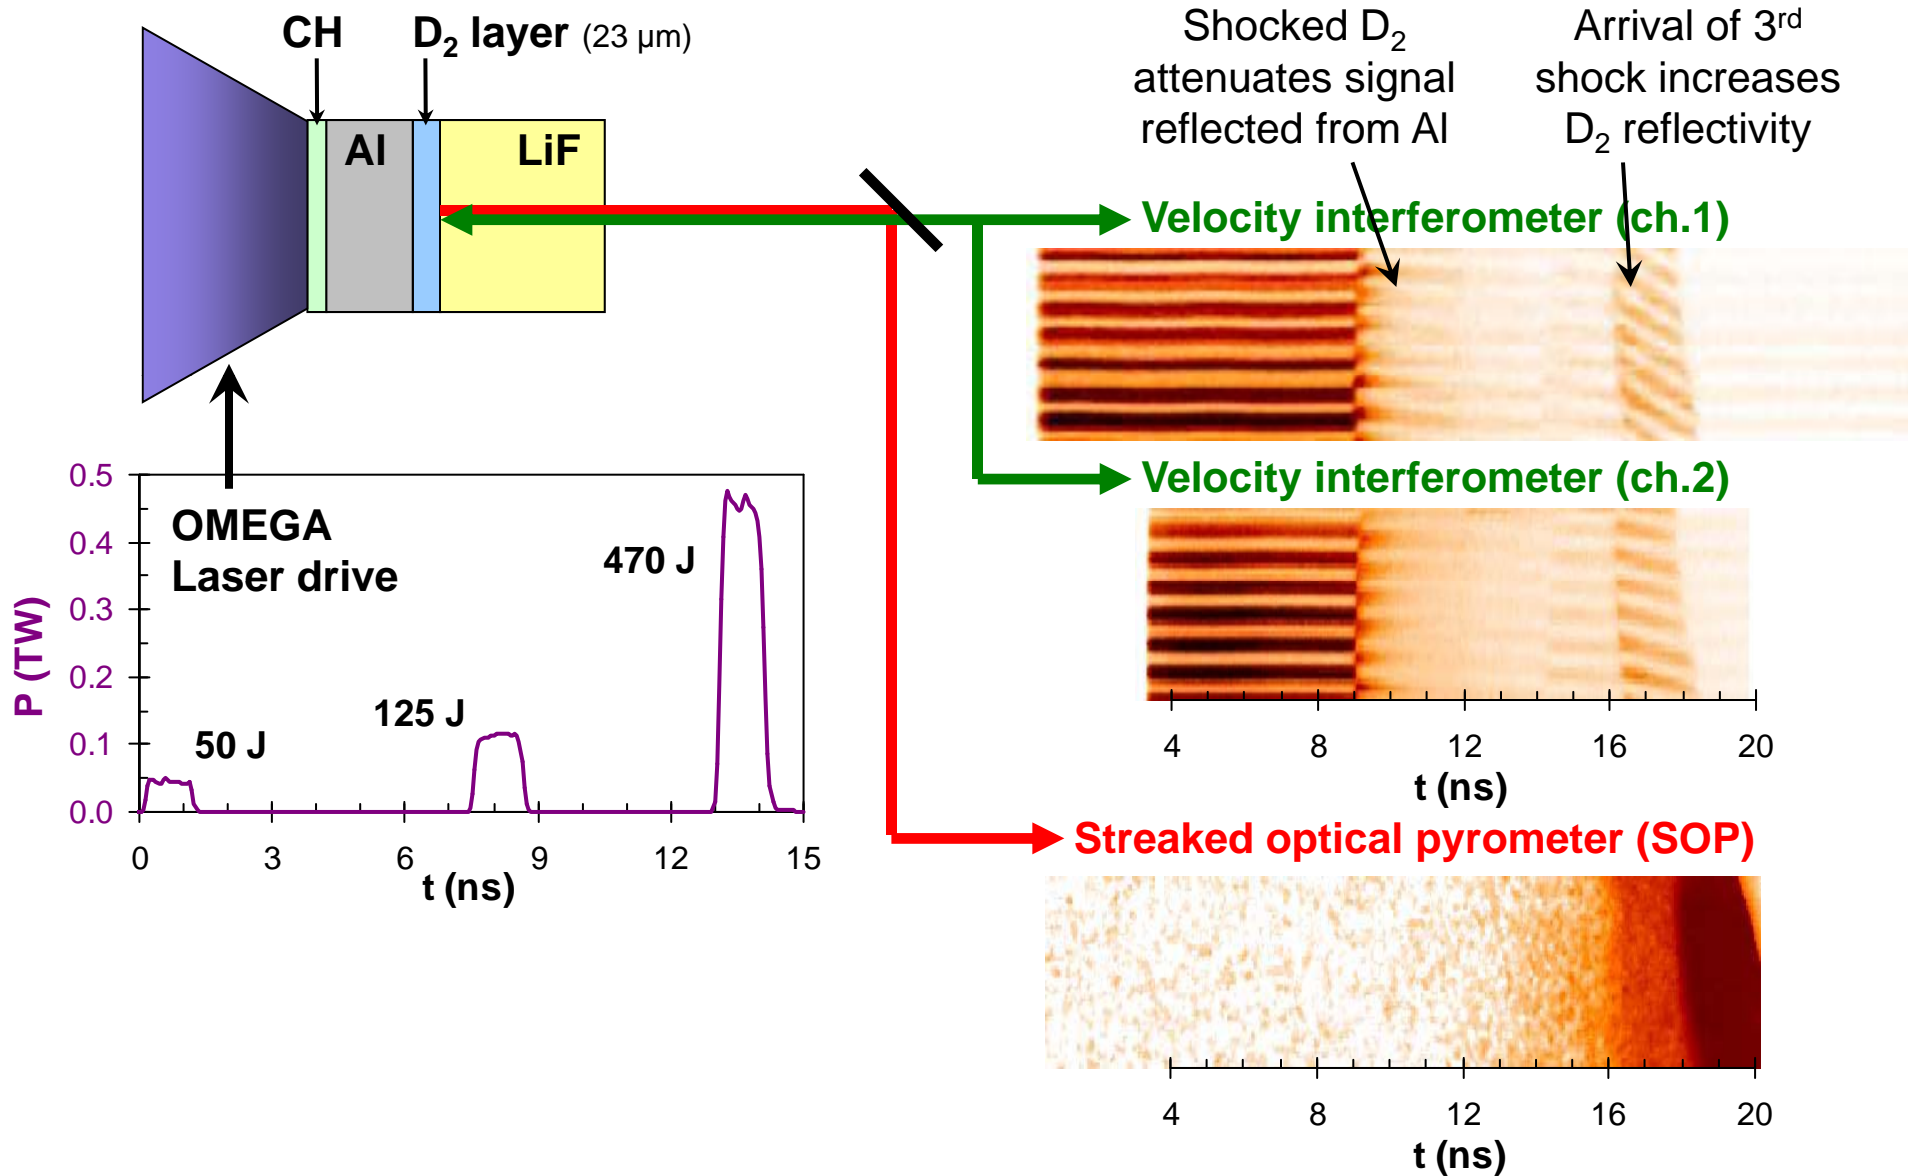 CH
D2 layer (23 µm)
Al
LiF
Shocked D2
attenuates signal
reflected from Al
Arrival of 3rd
shock increases
D2 reflectivity
Velocity interferometer (ch.1)
Velocity interferometer (ch.2)
4 8 12 16 20
t (ns)
OMEGA
Laser drive
50 J
125 J
470 J
P (TW)
0.5
0.4
0.3
0.2
0.1
0.0
0 3 6 9 12 15
t (ns)
Streaked optical pyrometer (SOP)
4 8 12 16 20
t (ns)